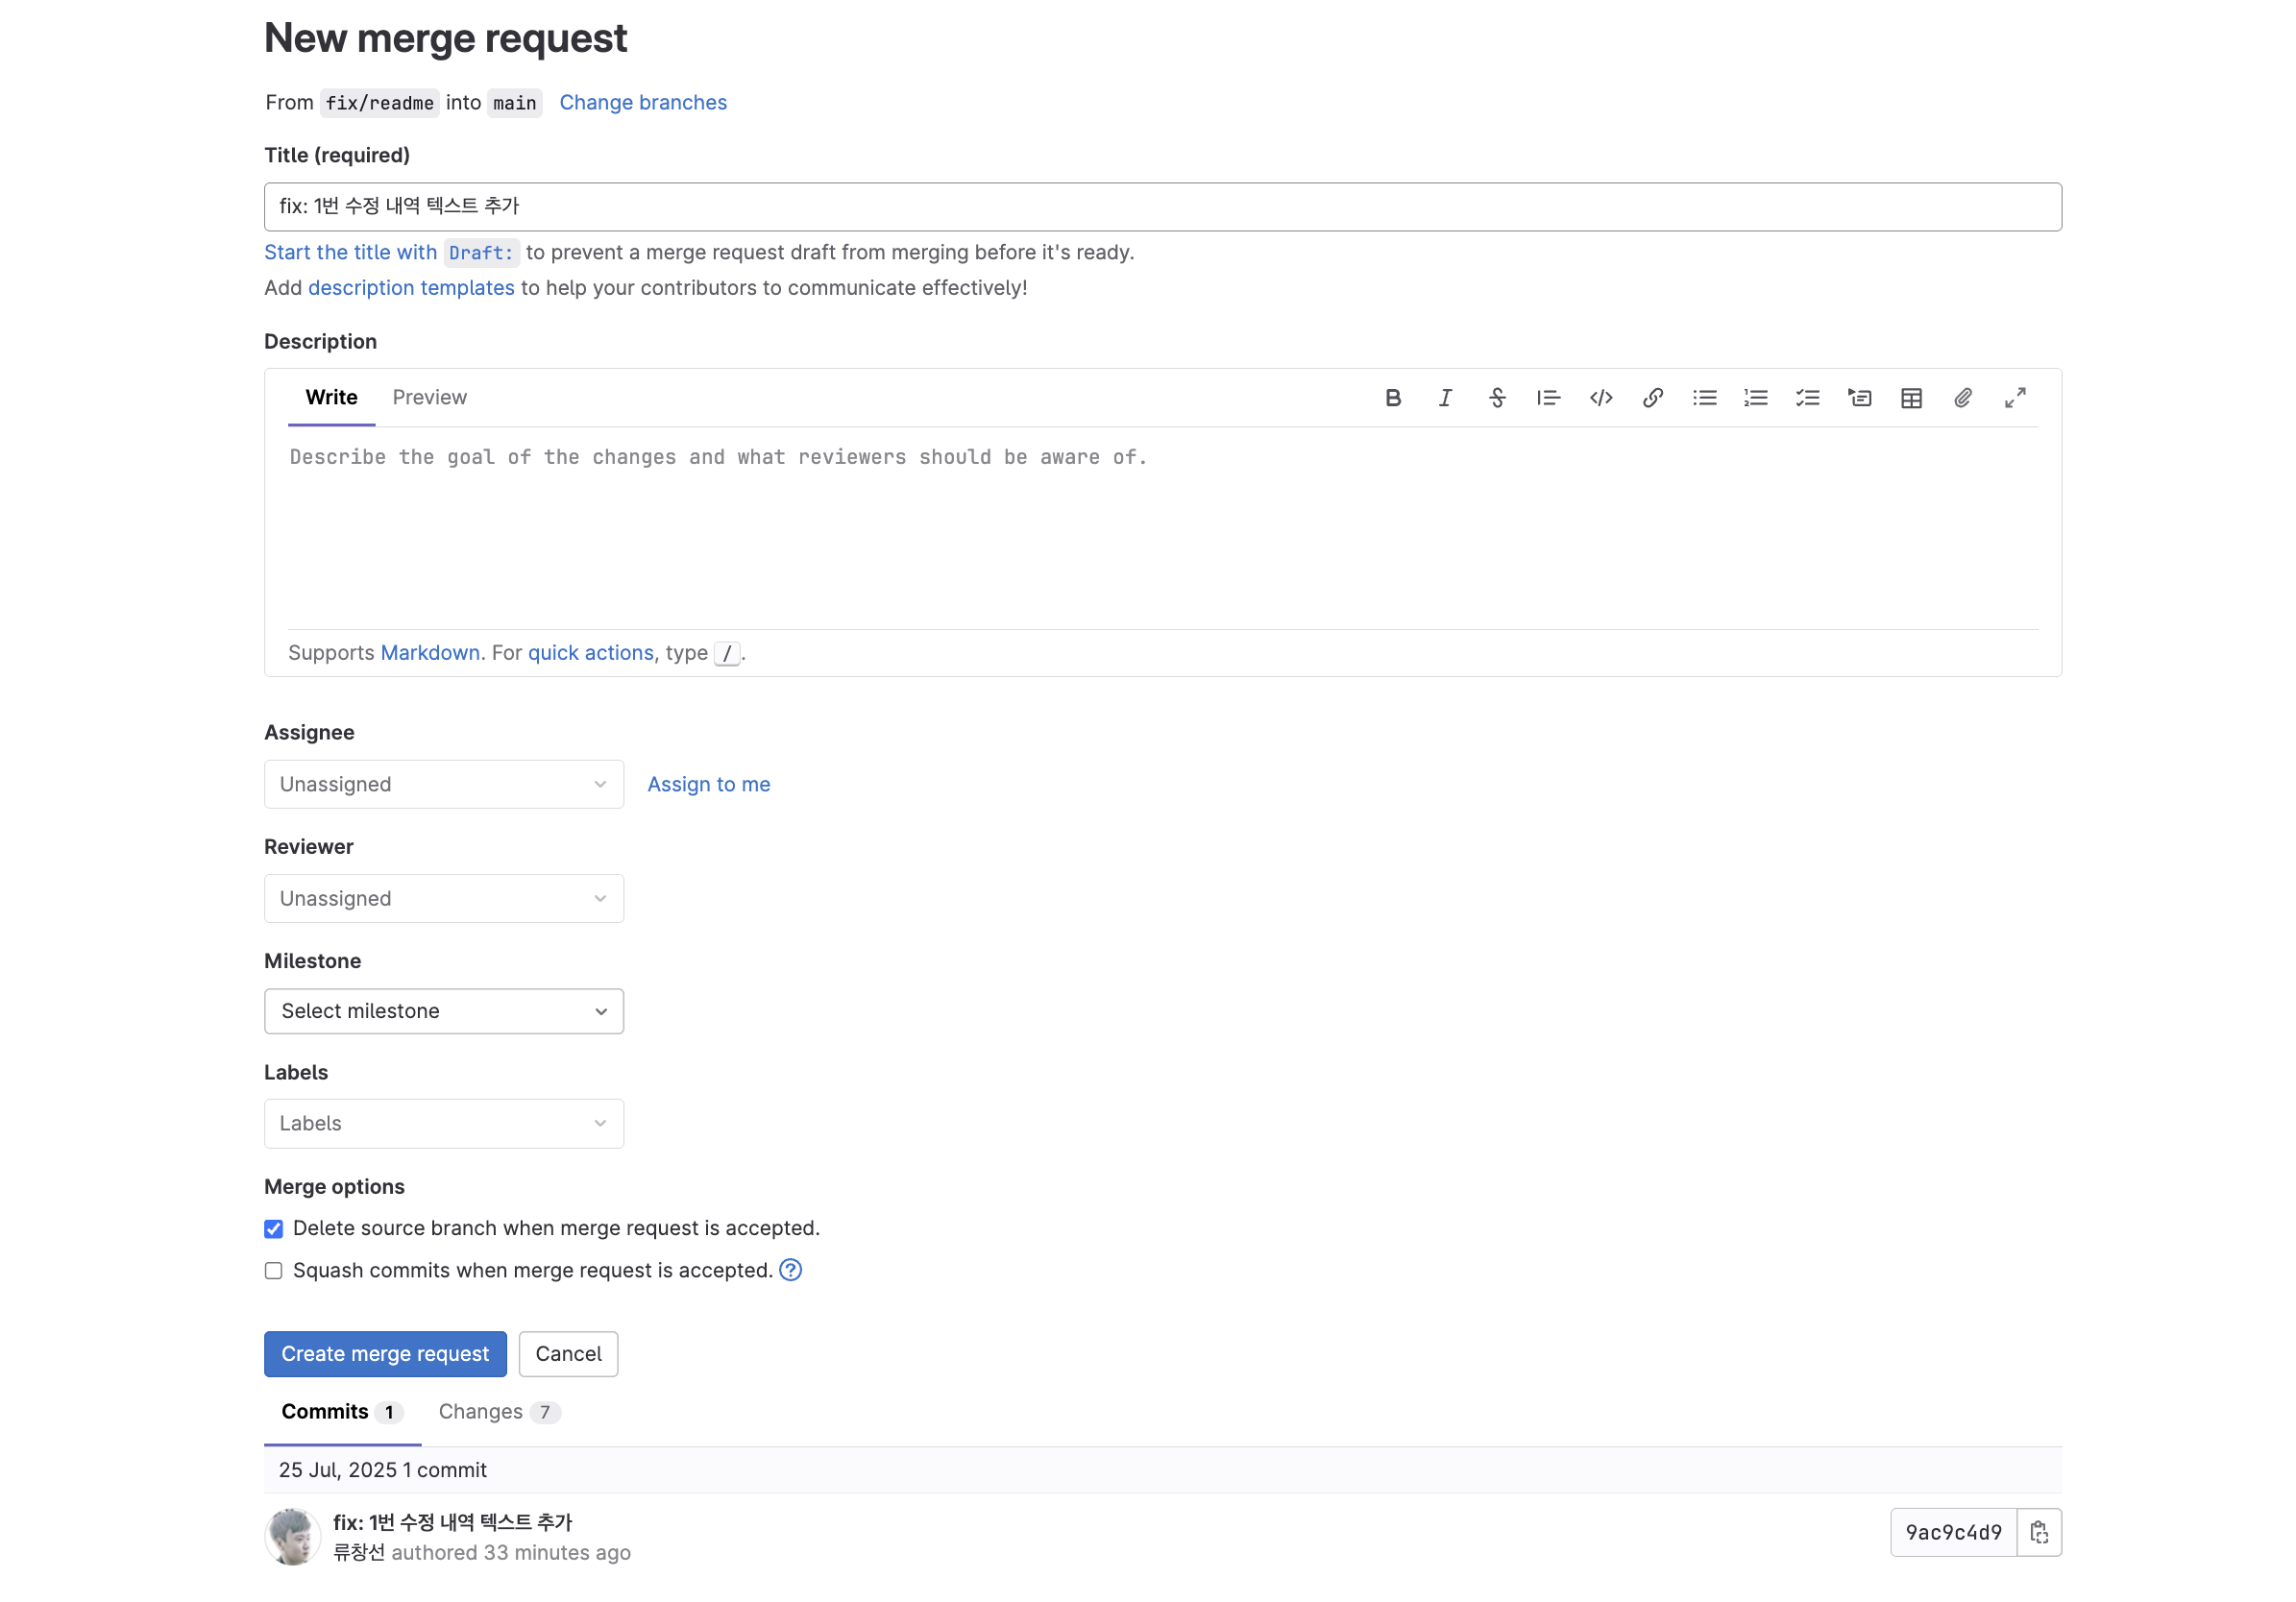 New merge request
From fix/readme into main Change branches
Title (required)
fix: 1번 수정 내역 텍스트 추가
Start the title with Draft: to prevent a merge request draft from merging before it's ready.
Add description templates to help your contributors to communicate effectively!
Description
Write Preview
Describe the goal of the changes and what reviewers should be aware of.
Supports Markdown. For quick actions, type /.
Assignee
Unassigned Assign to me
Reviewer
Unassigned
Milestone
Select milestone
Labels
Labels
Merge options
Delete source branch when merge request is accepted.
Squash commits when merge request is accepted.
Create merge request Cancel
Commits 1 Changes 7
25 Jul, 2025 1 commit
fix: 1번 수정 내역 텍스트 추가
류창선 authored 33 minutes ago
9ac9c4d9